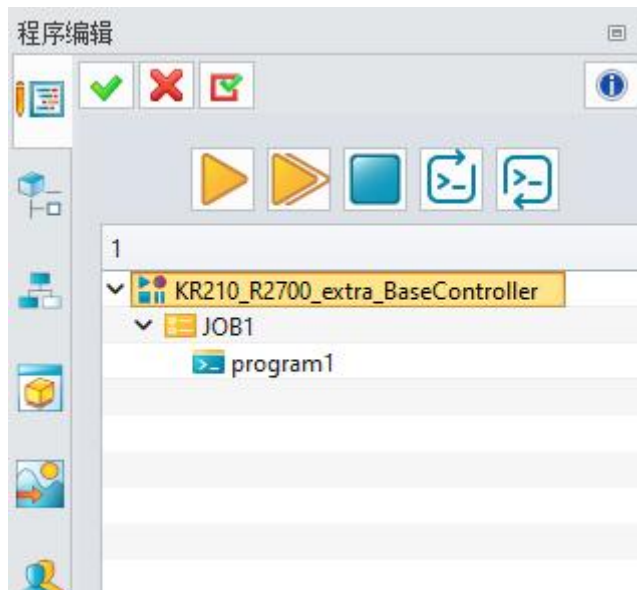 程序编辑
1
KR210_R2700_extra_BaseController
JOB1
program1